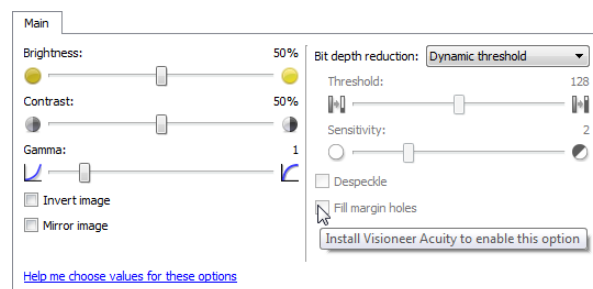 Main
Brightness: 50%
Contrast: 50%
Gamma: 1
Invert image
Mirror image
Help me choose values for these options
Bit depth reduction: Dynamic threshold
Threshold: 128
Sensitivity: 2
Despeckle
Fill margin holes
Install Visioneer Acuity to enable this option